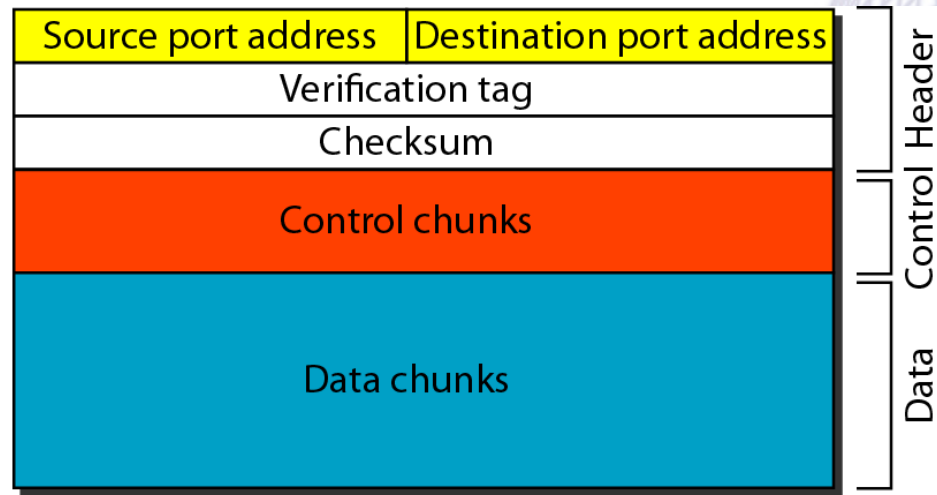 Source port address Destination port address
Verification tag
Checksum
Control chunks
Data chunks
Header
Control
Data